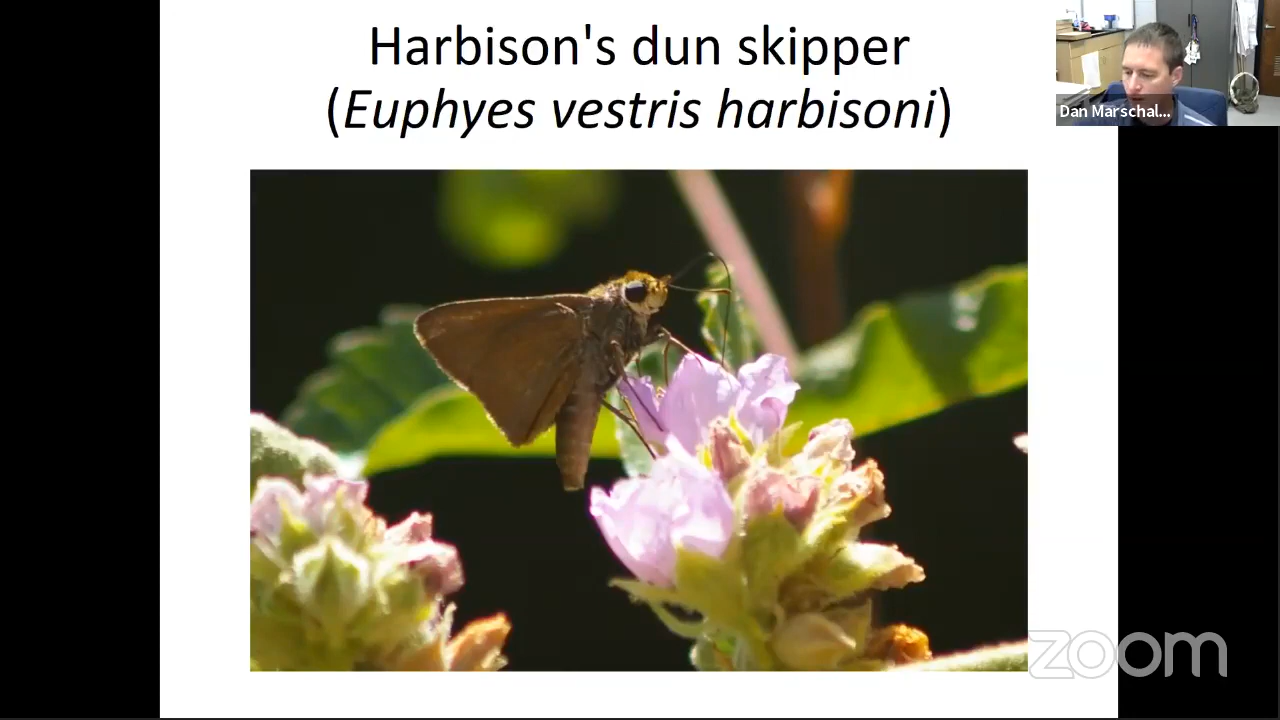 Harbison's dun skipper
(Euphyes vestris harbisoni)
Dan Marschal...
zoom